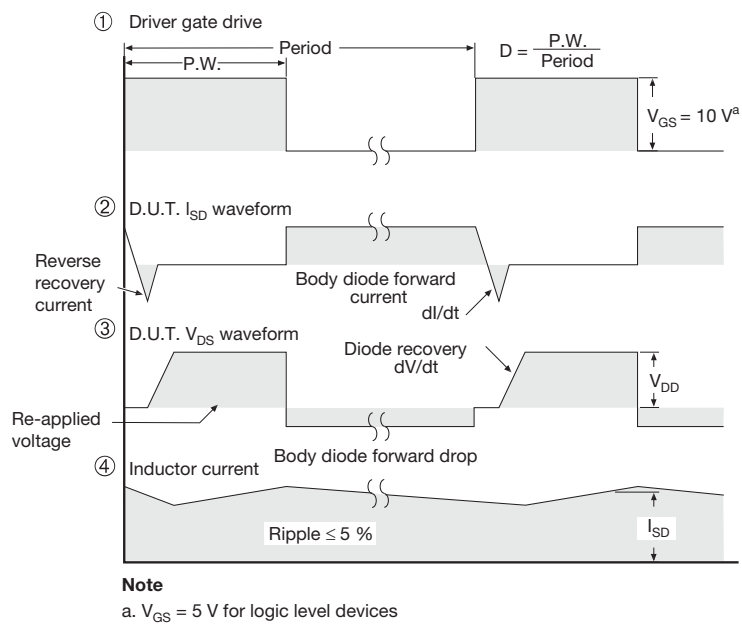 ① Driver gate drive
Period
P.W.
D = P.W. / Period
V_GS = 10 V^a
② D.U.T. I_SD waveform
Reverse
recovery
current
Body diode forward
current
dI/dt
③ D.U.T. V_DS waveform
Diode recovery
dV/dt
V_DD
Re-applied
voltage
Body diode forward drop
④ Inductor current
Ripple ≤ 5 %
I_SD
Note
a. V_GS = 5 V for logic level devices